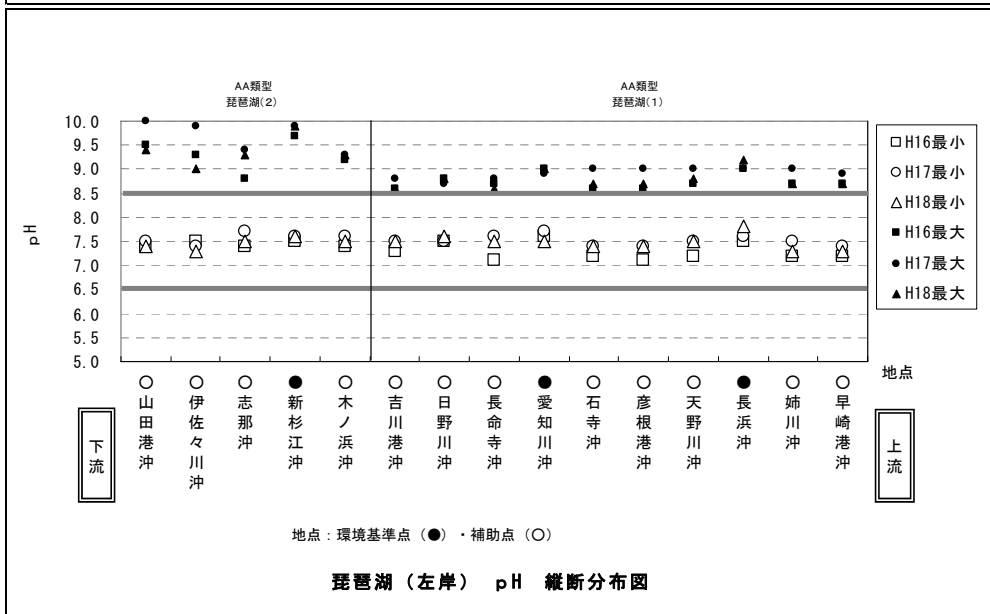 AA類型
琵琶湖(2)
AA類型
琵琶湖(1)
pH
10.0
9.5
9.0
8.5
8.0
7.5
7.0
6.5
6.0
5.5
5.0
□H16最小
○H17最小
△H18最小
■H16最大
●H17最大
▲H18最大
地点
○ ○ ○ ● ○ ○ ○ ○ ● ○ ○ ○ ● ○ ○
山田港沖
伊佐々川沖
志那沖
新杉江沖
木ノ浜沖
吉川港沖
日野川沖
長命寺沖
愛知川沖
石寺沖
彦根港沖
天野川沖
長浜沖
姉川沖
早崎港沖
下流
上流
地点：環境基準点（●）・補助点（○）
琵琶湖（左岸） pH 縦断分布図